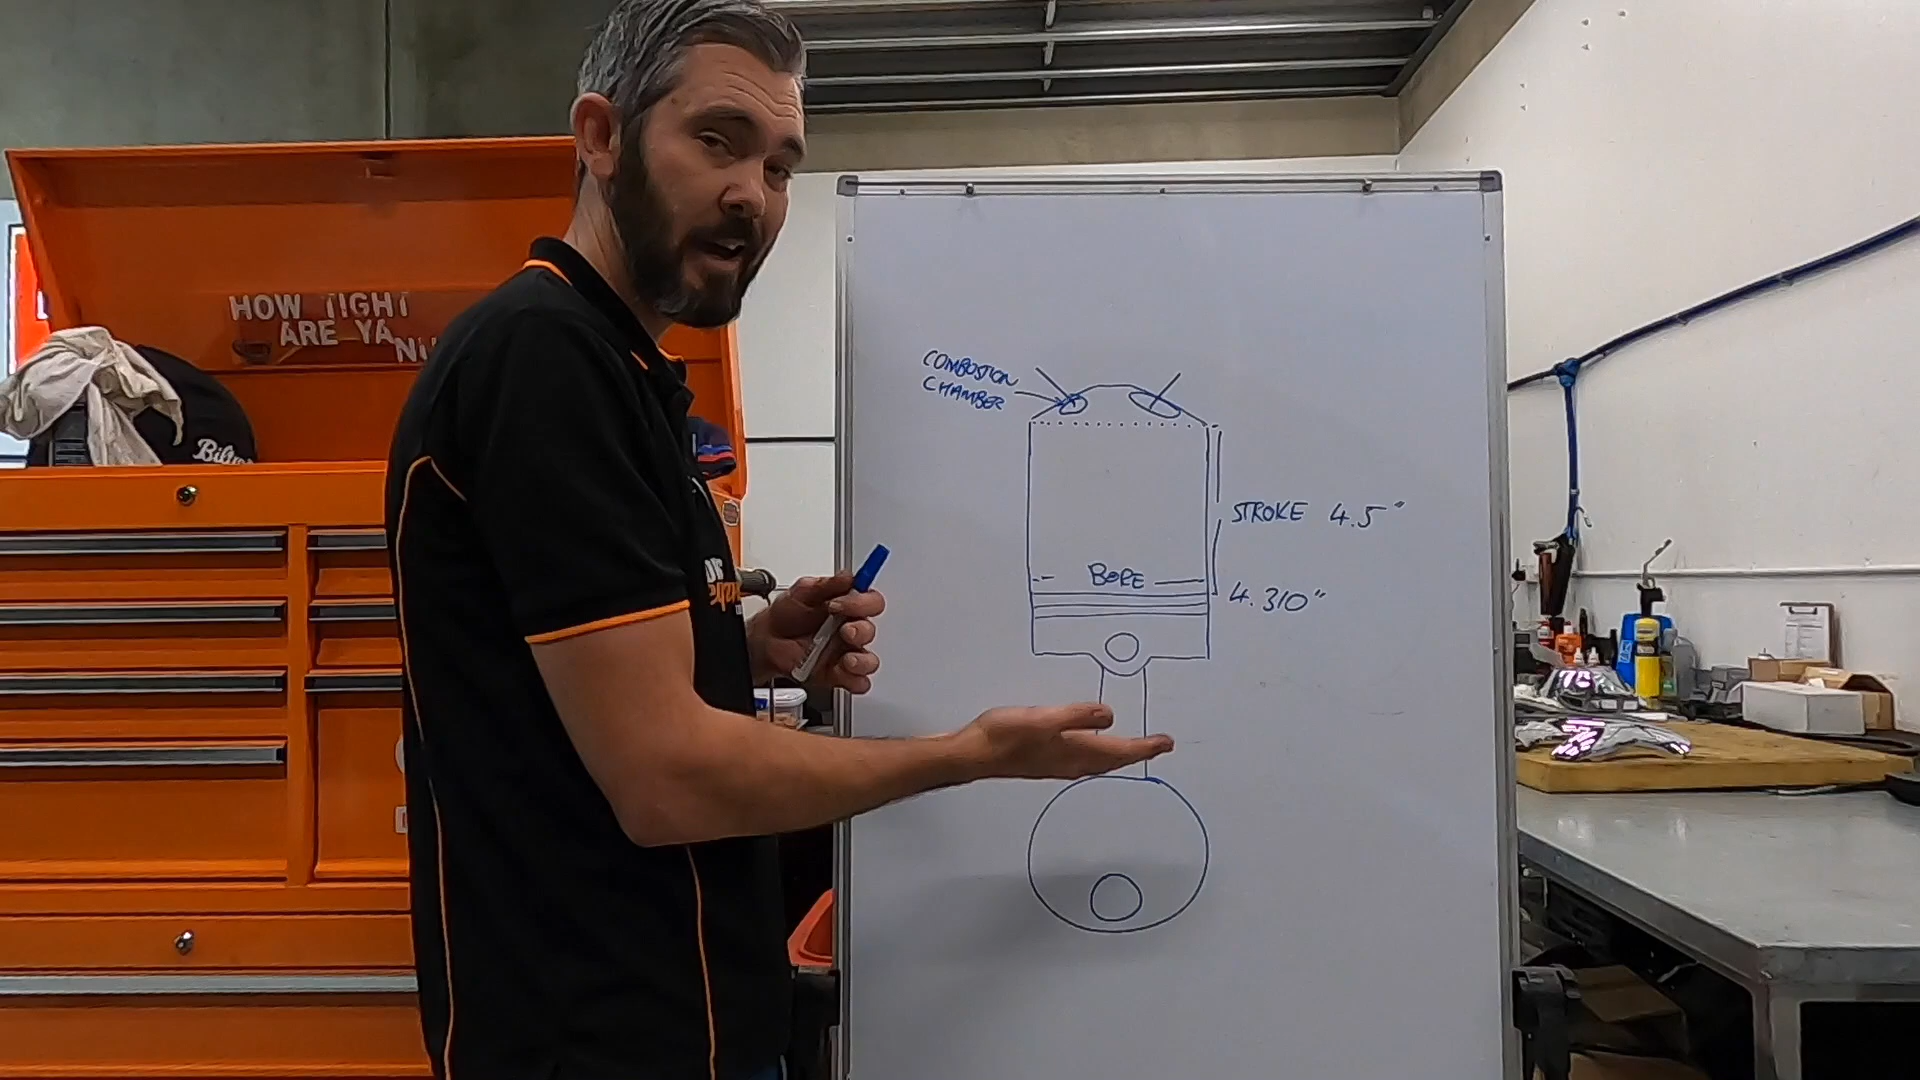 HOW TIGHT
ARE YA
COMBUSTION
CHAMBER
STROKE 4.5"
BORE
4.310"